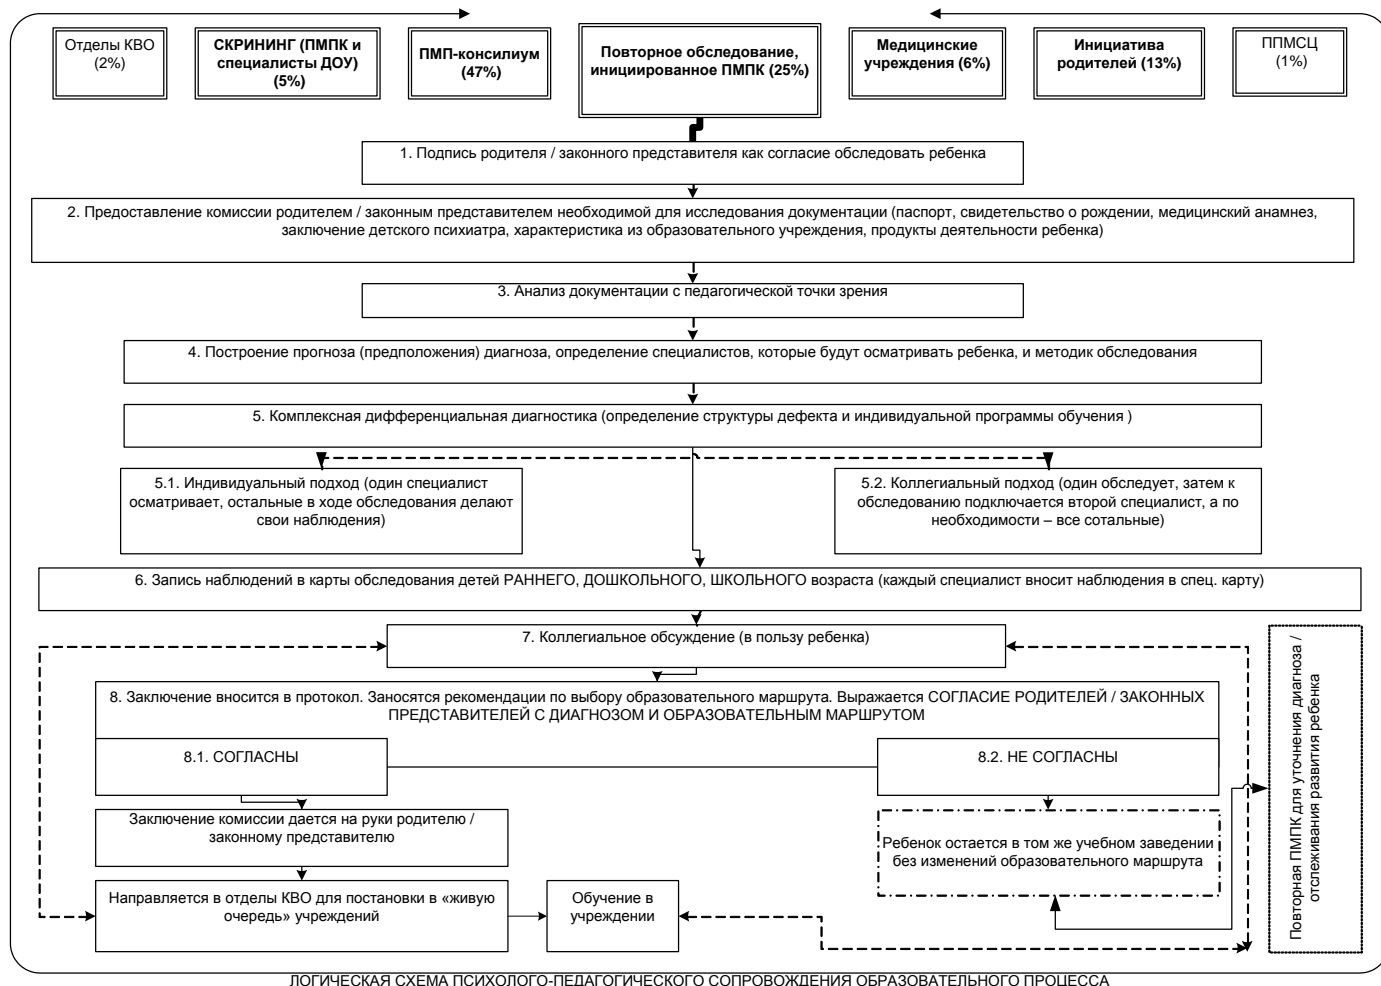 Отделы КВО
(2%)
СКРИНИНГ (ПМПК и
специалисты ДОУ)
(5%)
ПМП-консилиум
(47%)
Повторное обследование,
инициированное ПМПК (25%)
Медицинские
учреждения (6%)
Инициатива
родителей (13%)
ППМСЦ
(1%)
1. Подпись родителя / законного представителя как согласие обследовать ребенка
2. Предоставление комиссии родителем / законным представителем необходимой для исследования документации (паспорт, свидетельство о рождении, медицинский анамнез,
заключение детского психиатра, характеристика из образовательного учреждения, продукты деятельности ребенка)
3. Анализ документации с педагогической точки зрения
4. Построение прогноза (предположения) диагноза, определение специалистов, которые будут осматривать ребенка, и методик обследования
5. Комплексная дифференциальная диагностика (определение структуры дефекта и индивидуальной программы обучения )
5.1. Индивидуальный подход (один специалист
осматривает, остальные в ходе обследования делают
свои наблюдения)
5.2. Коллегиальный подход (один обследует, затем к
обследованию подключается второй специалист, а по
необходимости – все сотальные)
6. Запись наблюдений в карты обследования детей РАННЕГО, ДОШКОЛЬНОГО, ШКОЛЬНОГО возраста (каждый специалист вносит наблюдения в спец. карту)
7. Коллегиальное обсуждение (в пользу ребенка)
8. Заключение вносится в протокол. Заносятся рекомендации по выбору образовательного маршрута. Выражается СОГЛАСИЕ РОДИТЕЛЕЙ / ЗАКОННЫХ
ПРЕДСТАВИТЕЛЕЙ С ДИАГНОЗОМ И ОБРАЗОВАТЕЛЬНЫМ МАРШРУТОМ
8.1. СОГЛАСНЫ
8.2. НЕ СОГЛАСНЫ
Заключение комиссии дается на руки родителю /
законному представителю
Ребенок остается в том же учебном заведении
без изменений образовательного маршрута
Направляется в отделы КВО для постановки в «живую
очередь» учреждений
Обучение в
учреждении
Повторная ПМПК для уточнения диагноза /
отслеживания развития ребенка
ЛОГИЧЕСКАЯ СХЕМА ПСИХОЛОГО-ПЕДАГОГИЧЕСКОГО СОПРОВОЖДЕНИЯ ОБРАЗОВАТЕЛЬНОГО ПРОЦЕССА